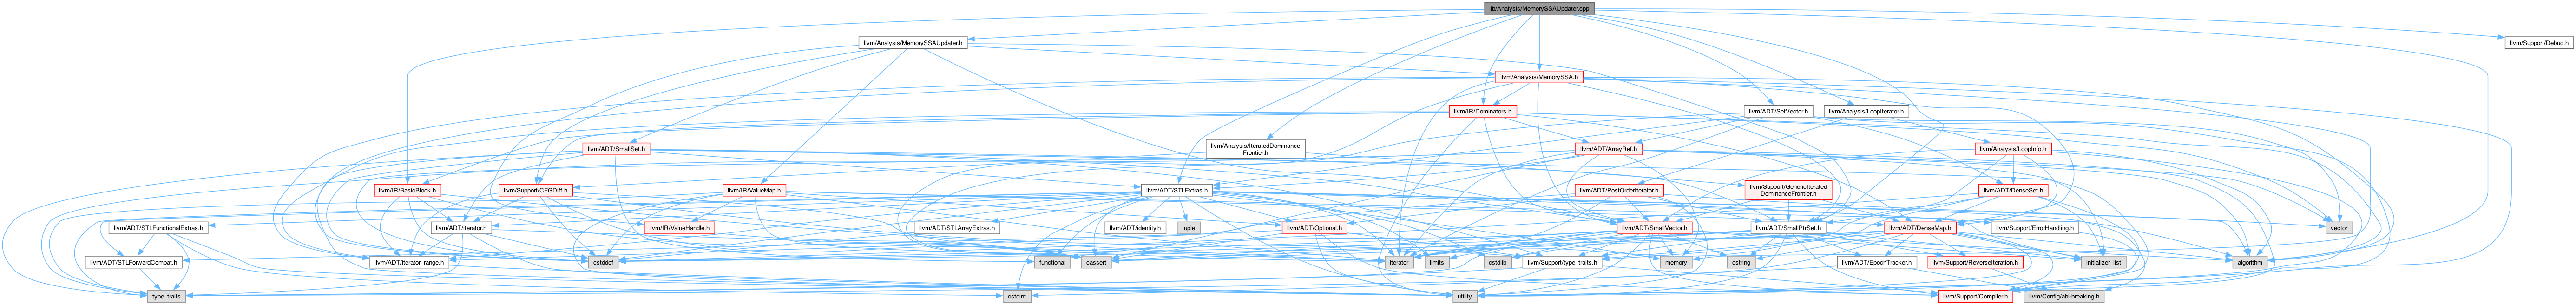 lib/Analysis/MemorySSAUpdater.cpp
llvm/Analysis/MemorySSAUpdater.h
llvm/Support/Debug.h
llvm/Analysis/MemorySSA.h
llvm/IR/Dominators.h
llvm/ADT/SetVector.h
llvm/Analysis/LoopIterator.h
llvm/ADT/SmallSet.h
llvm/Analysis/IteratedDominance
Frontier.h
llvm/ADT/ArrayRef.h
llvm/Analysis/LoopInfo.h
llvm/IR/BasicBlock.h
llvm/Support/CFGDiff.h
llvm/IR/ValueMap.h
llvm/ADT/STLExtras.h
llvm/Support/GenericIterated
DominanceFrontier.h
llvm/ADT/PostOrderIterator.h
llvm/ADT/DenseSet.h
llvm/ADT/STLFunctionalExtras.h
llvm/ADT/iterator.h
llvm/IR/ValueHandle.h
llvm/ADT/STLArrayExtras.h
llvm/ADT/identity.h
tuple
llvm/ADT/Optional.h
llvm/ADT/SmallVector.h
llvm/ADT/SmallPtrSet.h
llvm/ADT/DenseMap.h
llvm/Support/ErrorHandling.h
vector
llvm/ADT/STLForwardCompat.h
llvm/ADT/iterator_range.h
cstddef
functional
cassert
iterator
limits
cstdlib
llvm/Support/type_traits.h
memory
cstring
llvm/ADT/EpochTracker.h
llvm/Support/ReverseIteration.h
initializer_list
algorithm
type_traits
cstdint
utility
llvm/Support/Compiler.h
llvm/Config/abi-breaking.h